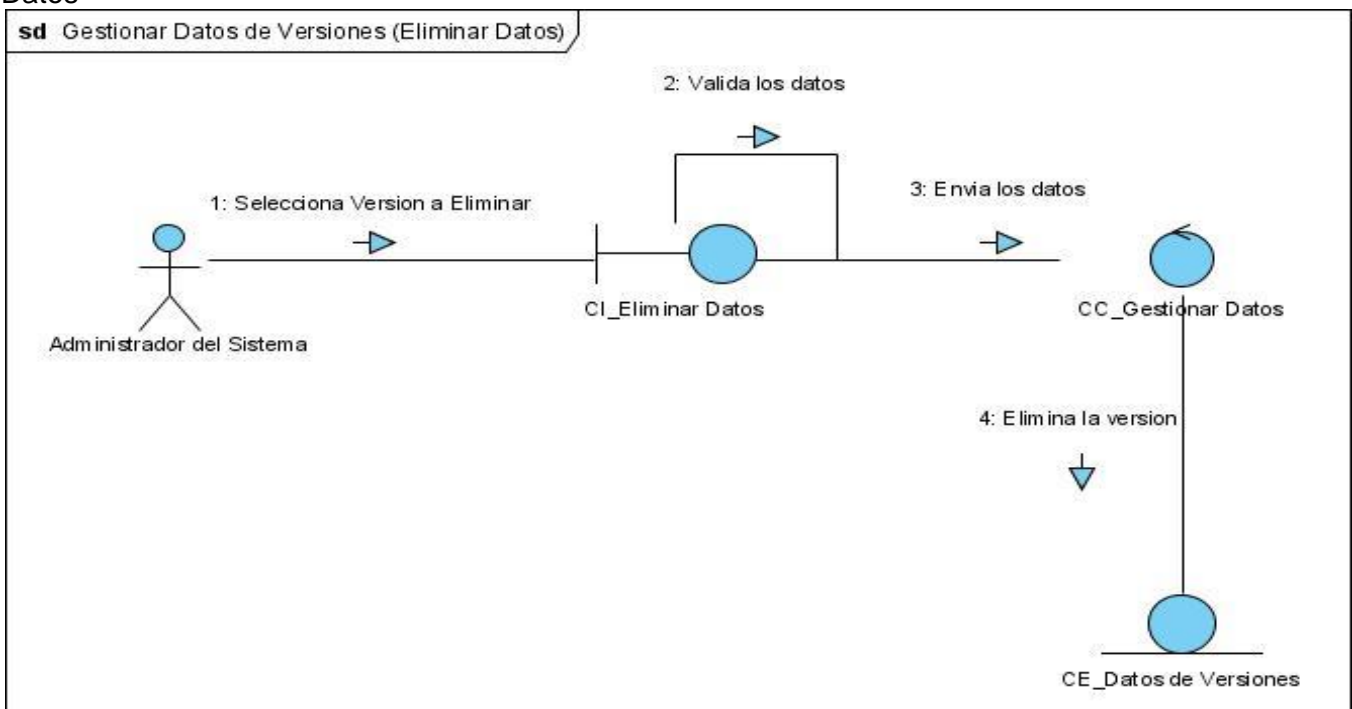 Datos
sd Gestionar Datos de Versiones (Eliminar Datos)
2: Valida los datos
1: Selecciona Version a Eliminar
3: Envia los datos
CI_Eliminar Datos
CC_Gestionar Datos
Administrador del Sistema
4: Elimina la version
CE_Datos de Versiones